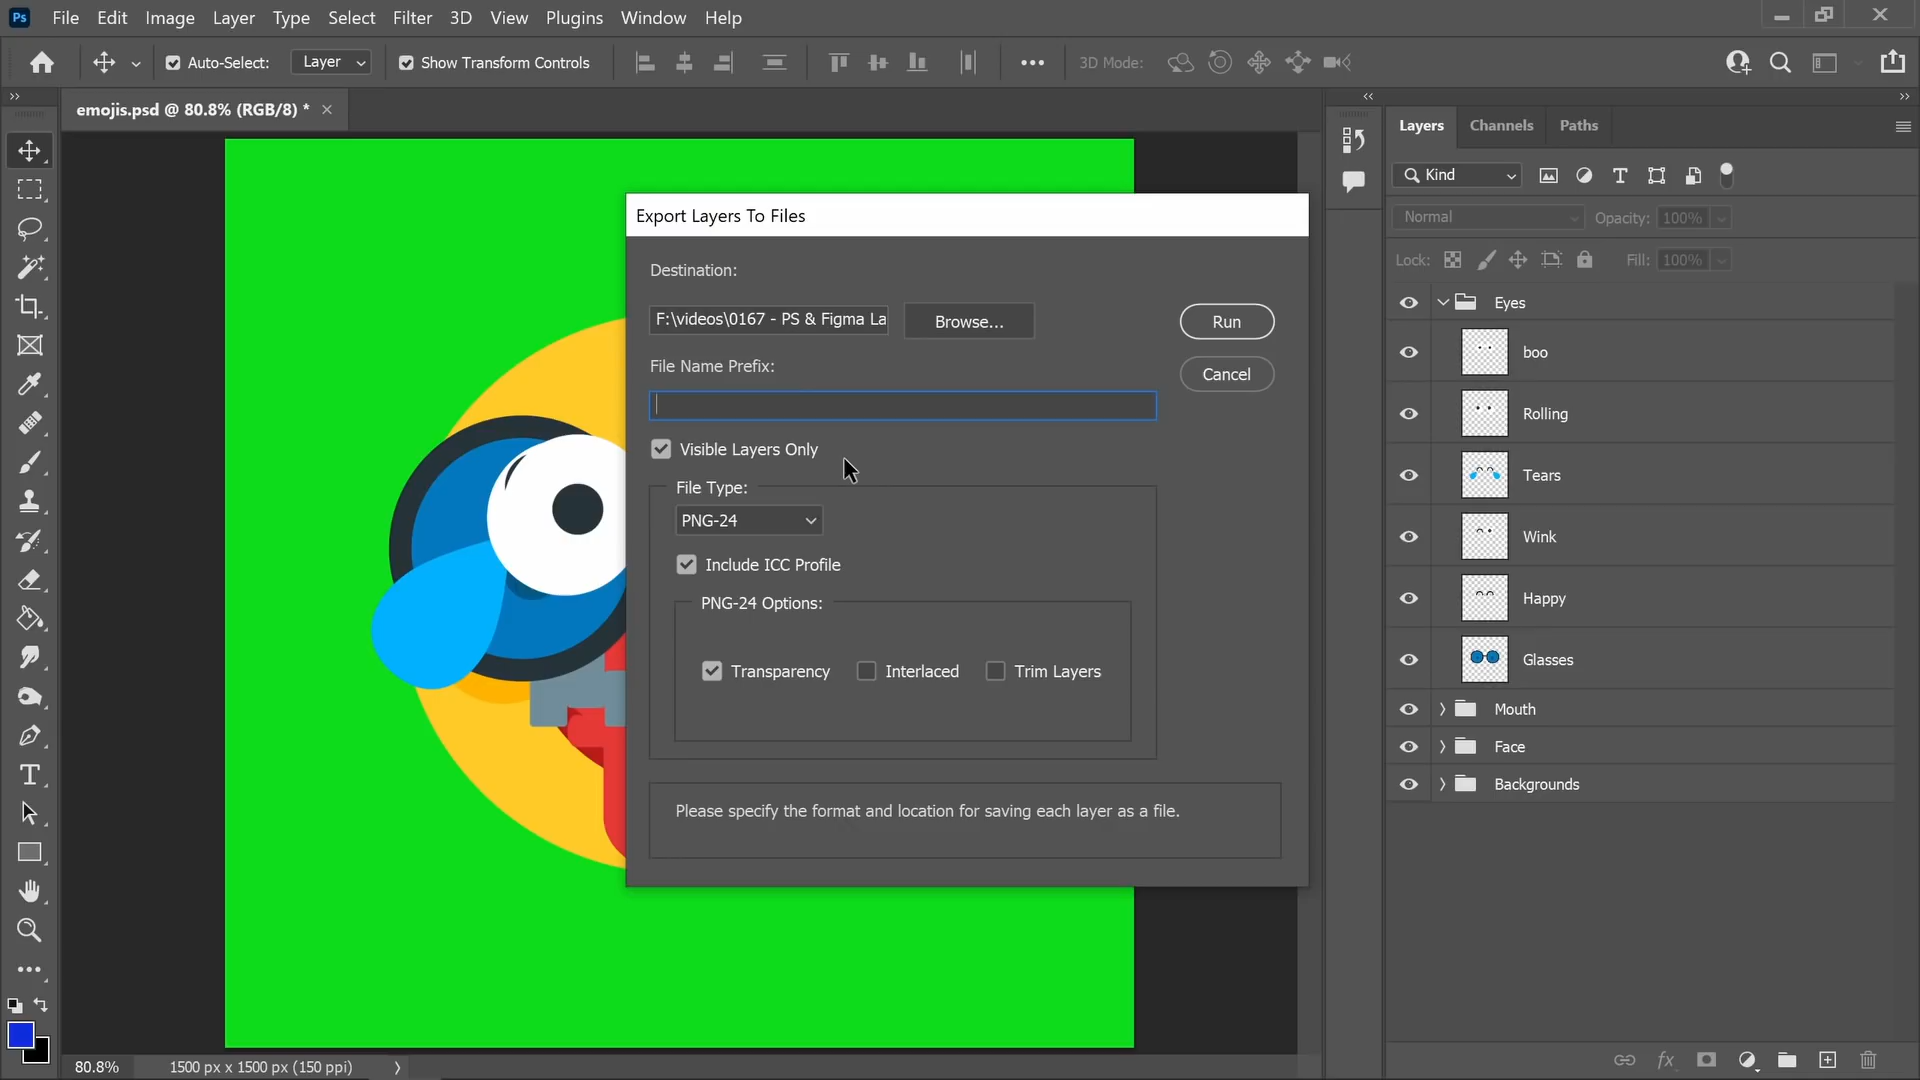 Ps File Edit Image Layer Type Select Filter 3D View Plugins Window Help
Auto-Select: Layer Show Transform Controls 3D Mode:
emojis.psd @ 80.8% (RGB/8) *
Layers Channels Paths
Kind
Normal Opacity: 100%
Lock: Fill: 100%
Eyes
boo
Rolling
Tears
Wink
Happy
Glasses
Mouth
Face
Backgrounds
Export Layers To Files
Destination:
F:\videos\0167 - PS & Figma La
Browse...
Run
File Name Prefix:
Cancel
Visible Layers Only
File Type:
PNG-24
Include ICC Profile
PNG-24 Options:
Transparency Interlaced Trim Layers
Please specify the format and location for saving each layer as a file.
80.8% 1500 px x 1500 px (150 ppi)